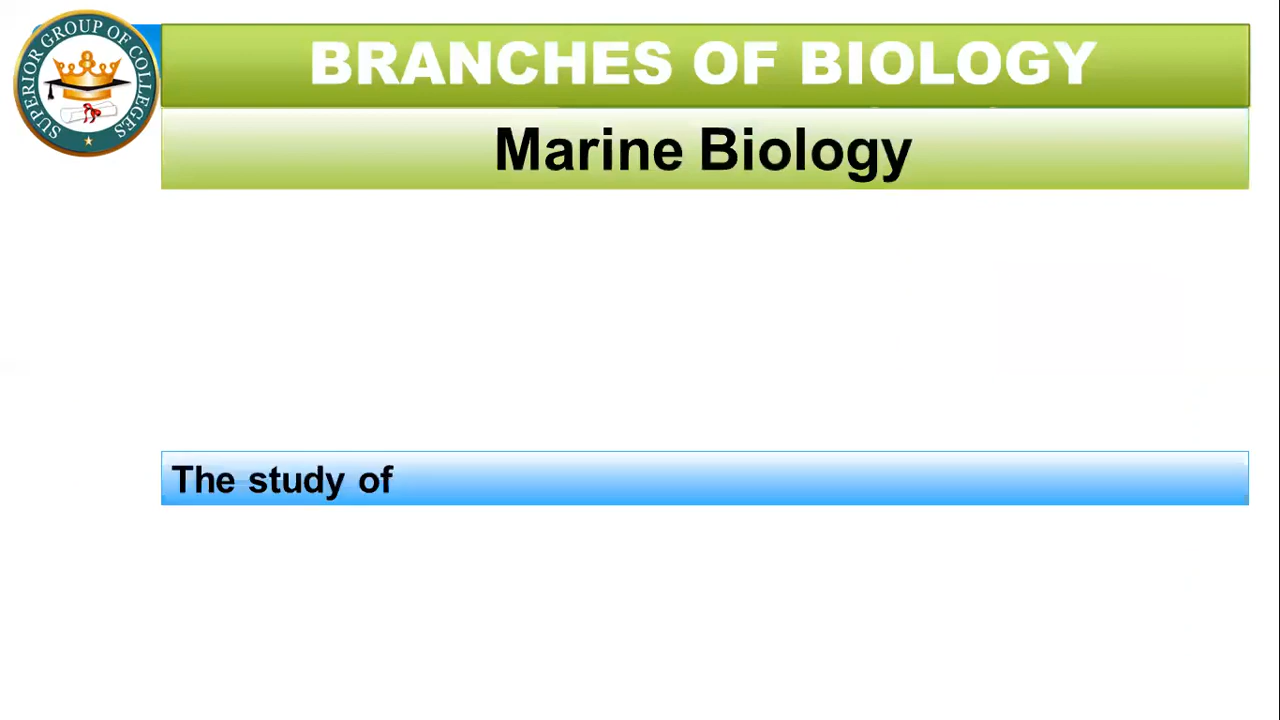 SUPERIOR GROUP OF COLLEGES
BRANCHES OF BIOLOGY
Marine Biology
The study of